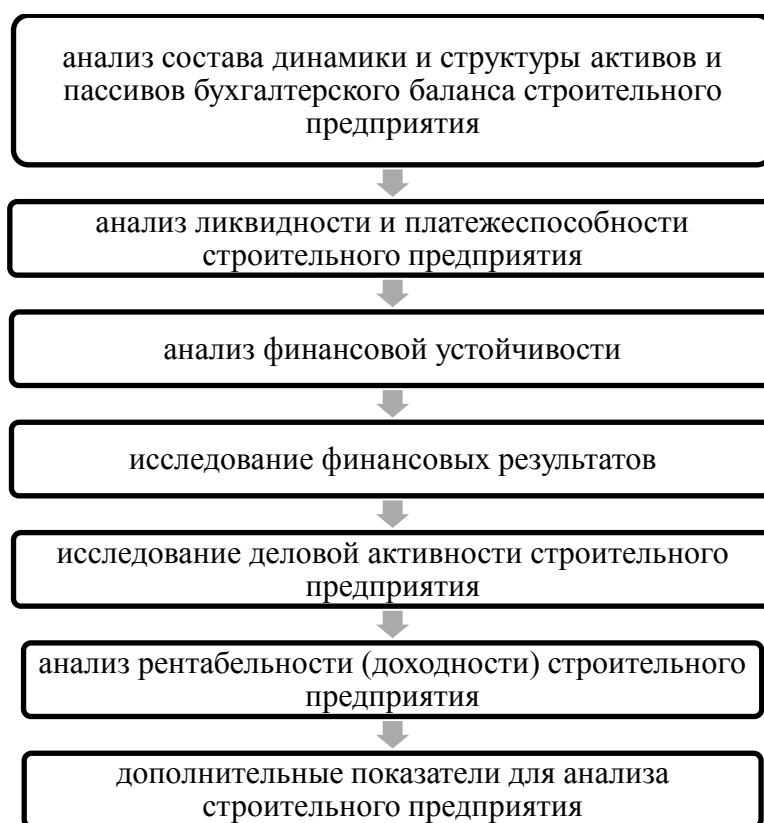 анализ состава динамики и структуры активов и
пассивов бухгалтерского баланса строительного
предприятия
анализ ликвидности и платежеспособности
строительного предприятия
анализ финансовой устойчивости
исследование финансовых результатов
исследование деловой активности строительного
предприятия
анализ рентабельности (доходности) строительного
предприятия
дополнительные показатели для анализа
строительного предприятия